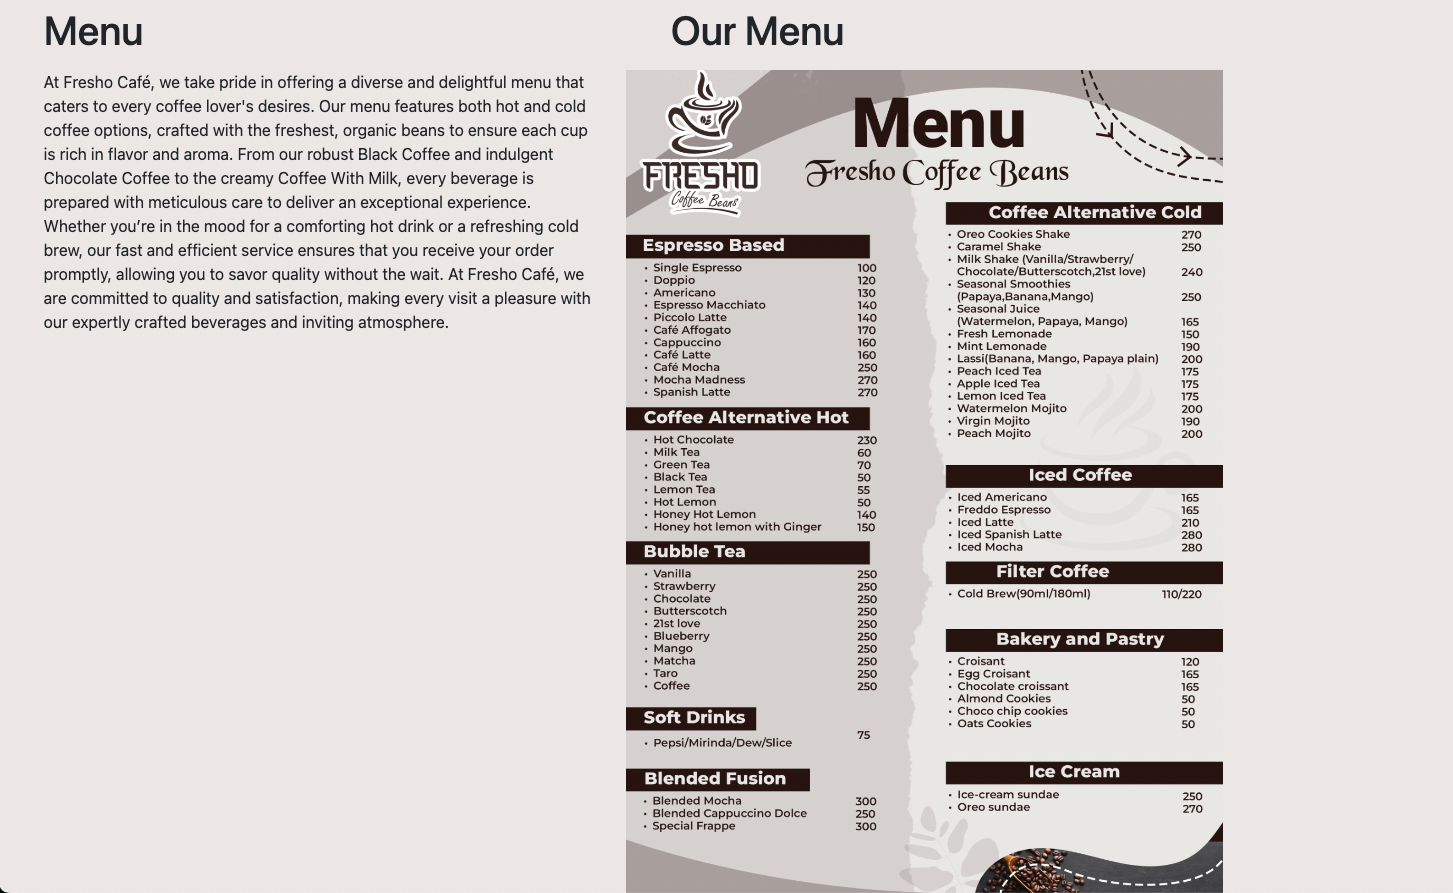 Menu
At Fresho Café, we take pride in offering a diverse and delightful menu that
caters to every coffee lover's desires. Our menu features both hot and cold
coffee options, crafted with the freshest, organic beans to ensure each cup
is rich in flavor and aroma. From our robust Black Coffee and indulgent
Chocolate Coffee to the creamy Coffee With Milk, every beverage is
prepared with meticulous care to deliver an exceptional experience.
Whether you’re in the mood for a comforting hot drink or a refreshing cold
brew, our fast and efficient service ensures that you receive your order
promptly, allowing you to savor quality without the wait. At Fresho Café, we
are committed to quality and satisfaction, making every visit a pleasure with
our expertly crafted beverages and inviting atmosphere.
Our Menu
FRESHO
Coffee Beans
Menu
Fresho Coffee Beans
Espresso Based
• Single Espresso 100
• Doppio 120
• Americano 130
• Espresso Macchiato 140
• Piccolo Latte 140
• Café Affogato 170
• Cappuccino 160
• Café Latte 160
• Café Mocha 250
• Mocha Madness 270
• Spanish Latte 270
Coffee Alternative Hot
• Hot Chocolate 230
• Milk Tea 60
• Green Tea 70
• Black Tea 50
• Lemon Tea 55
• Hot Lemon 50
• Honey Hot Lemon 140
• Honey hot lemon with Ginger 150
Bubble Tea
• Vanilla 250
• Strawberry 250
• Chocolate 250
• Butterscotch 250
• 21st love 250
• Blueberry 250
• Mango 250
• Matcha 250
• Taro 250
• Coffee 250
Soft Drinks
• Pepsi/Mirinda/Dew/Slice 75
Blended Fusion
• Blended Mocha 300
• Blended Cappuccino Dolce 250
• Special Frappe 300
Coffee Alternative Cold
• Oreo Cookies Shake 270
• Caramel Shake 250
• Milk Shake (Vanilla/Strawberry/
Chocolate/Butterscotch,21st love) 240
• Seasonal Smoothies
(Papaya,Banana,Mango) 250
• Seasonal Juice
(Watermelon, Papaya, Mango) 165
• Fresh Lemonade 150
• Mint Lemonade 190
• Lassi(Banana, Mango, Papaya plain) 200
• Peach Iced Tea 175
• Apple Iced Tea 175
• Lemon Iced Tea 175
• Watermelon Mojito 200
• Virgin Mojito 190
• Peach Mojito 200
Iced Coffee
• Iced Americano 165
• Freddo Espresso 165
• Iced Latte 210
• Iced Spanish Latte 280
• Iced Mocha 280
Filter Coffee
• Cold Brew(90ml/180ml) 110/220
Bakery and Pastry
• Croisant 120
• Egg Croisant 165
• Chocolate croissant 165
• Almond Cookies 50
• Choco chip cookies 50
• Oats Cookies 50
Ice Cream
• Ice-cream sundae 250
• Oreo sundae 270